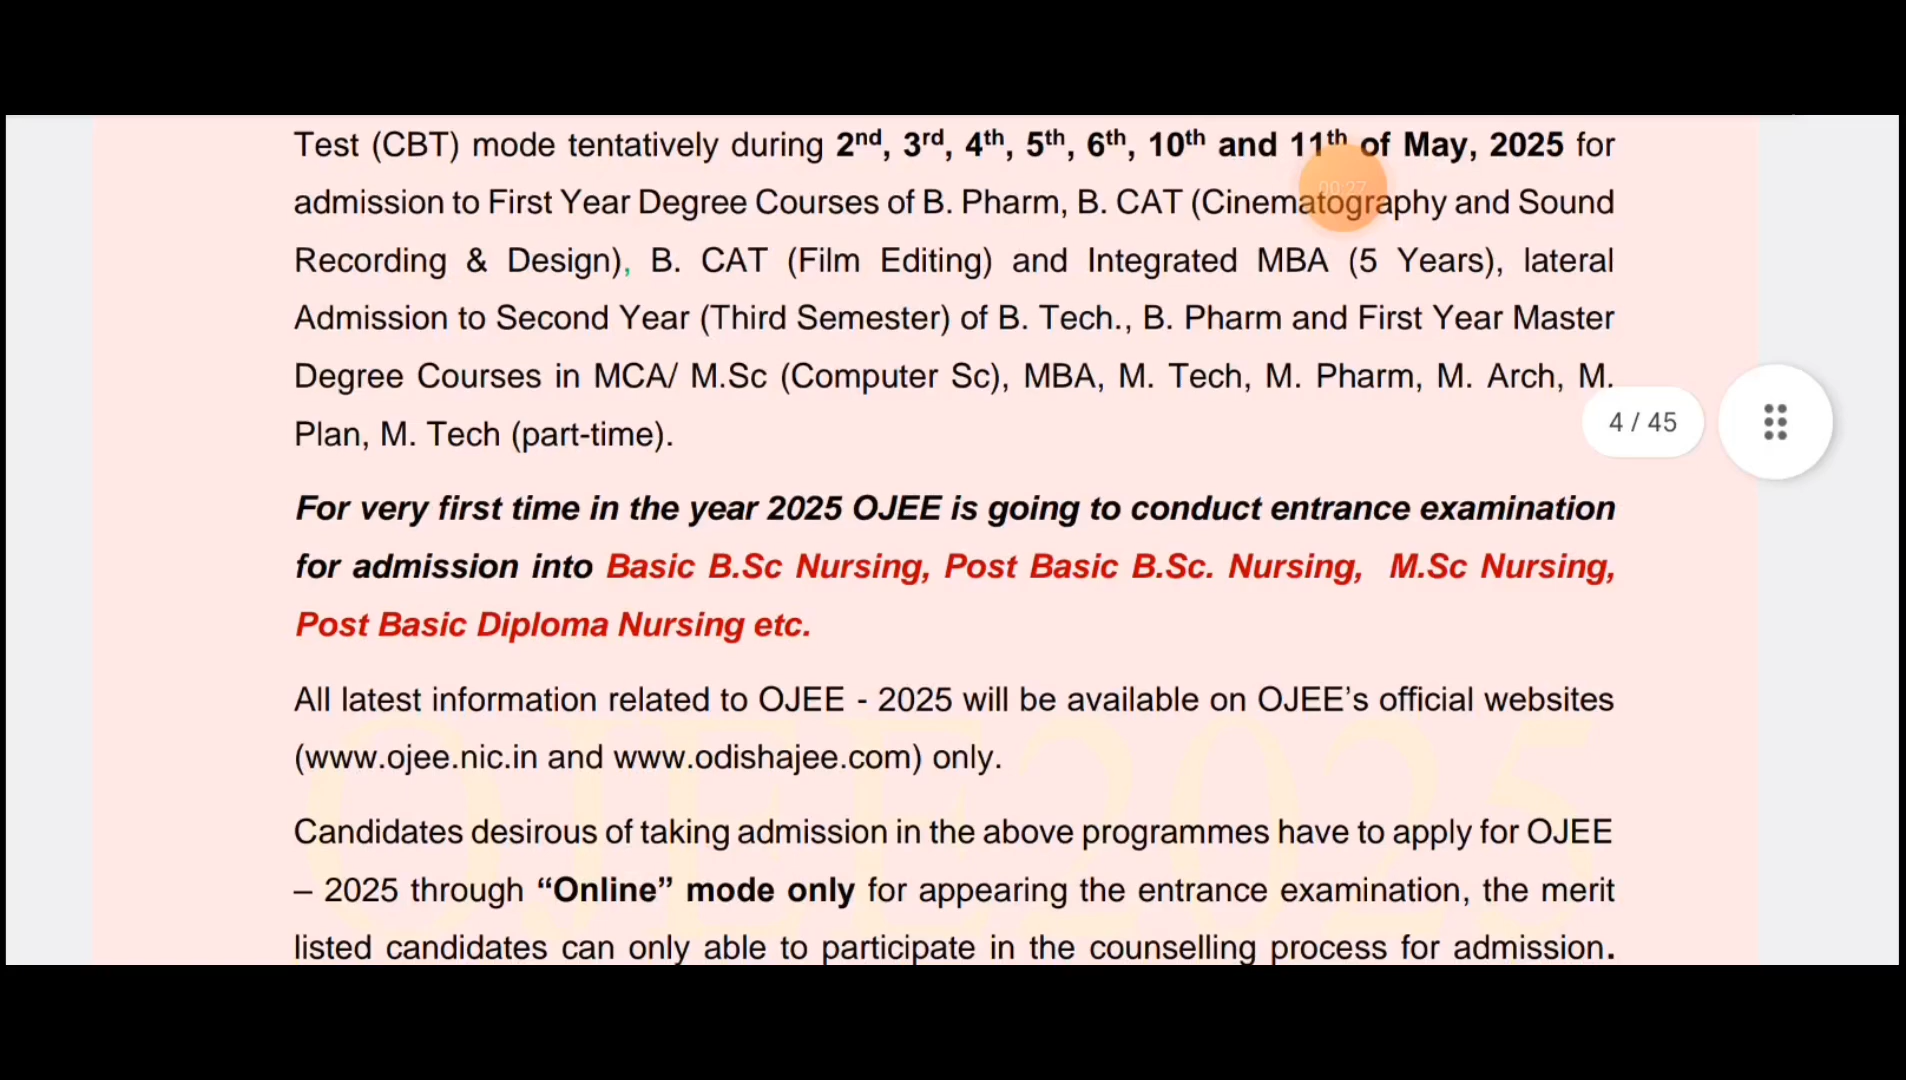 Test (CBT) mode tentatively during 2nd, 3rd, 4th, 5th, 6th, 10th and 11th of May, 2025 for
00:27
admission to First Year Degree Courses of B. Pharm, B. CAT (Cinematography and Sound
Recording & Design), B. CAT (Film Editing) and Integrated MBA (5 Years), lateral
Admission to Second Year (Third Semester) of B. Tech., B. Pharm and First Year Master
Degree Courses in MCA/ M.Sc (Computer Sc), MBA, M. Tech, M. Pharm, M. Arch, M.
4 / 45
Plan, M. Tech (part-time).
For very first time in the year 2025 OJEE is going to conduct entrance examination
for admission into Basic B.Sc Nursing, Post Basic B.Sc. Nursing, M.Sc Nursing,
Post Basic Diploma Nursing etc.
All latest information related to OJEE - 2025 will be available on OJEE’s official websites
(www.ojee.nic.in and www.odishajee.com) only.
OJEE2025
Candidates desirous of taking admission in the above programmes have to apply for OJEE
– 2025 through “Online” mode only for appearing the entrance examination, the merit
listed candidates can only able to participate in the counselling process for admission.